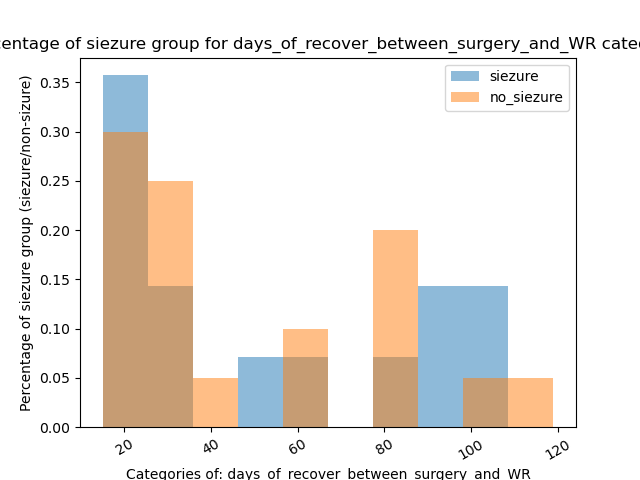 centage of siezure group for days_of_recover_between_surgery_and_WR cate
siezure
no_siezure
Percentage of siezure group (siezure/non-sizure)
0.35
0.30
0.25
0.20
0.15
0.10
0.05
0.00
20
40
60
80
100
120
Categories of: days_of_recover_between_surgery_and_WR